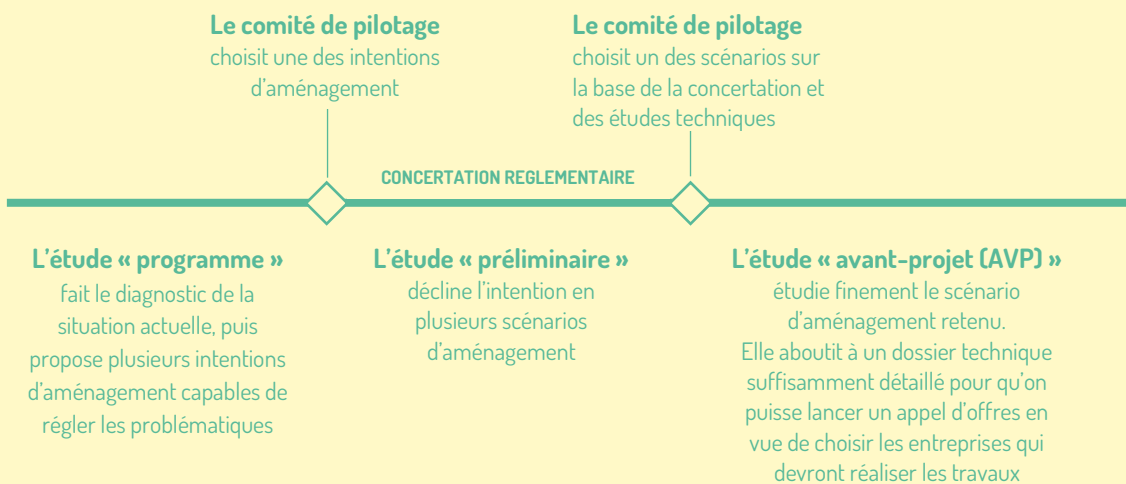 Le comité de pilotage
choisit une des intentions
d'aménagement
Le comité de pilotage
choisit un des scénarios sur
la base de la concertation et
des études techniques
CONCERTATION REGLEMENTAIRE
L'étude « programme »
fait le diagnostic de la
situation actuelle, puis
propose plusieurs intentions
d'aménagement capables de
régler les problématiques
L'étude « préliminaire »
décline l'intention en
plusieurs scénarios
d'aménagement
L'étude « avant-projet (AVP) »
étudie finement le scénario
d'aménagement retenu.
Elle aboutit à un dossier technique
suffisamment détaillé pour qu'on
puisse lancer un appel d'offres en
vue de choisir les entreprises qui
devront réaliser les travaux